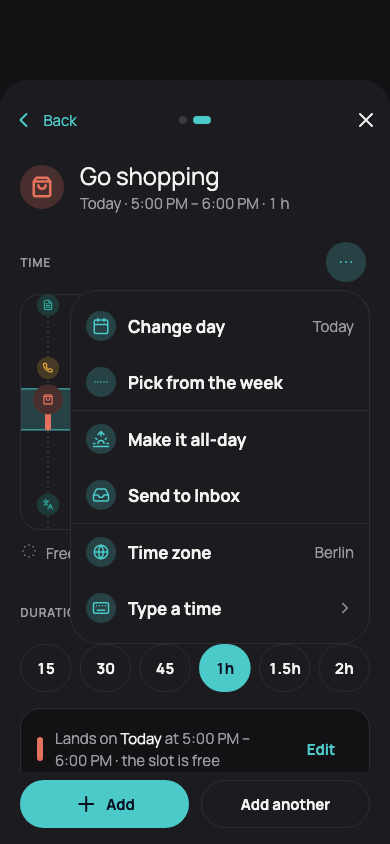 Back
Go shopping
Today · 5:00 PM – 6:00 PM · 1 h
TIME
Change day Today
Pick from the week
Make it all-day
Send to Inbox
Time zone Berlin
Type a time
15 30 45 1h 1.5h 2h
Lands on Today at 5:00 PM –
6:00 PM · the slot is free
Edit
Add Add another